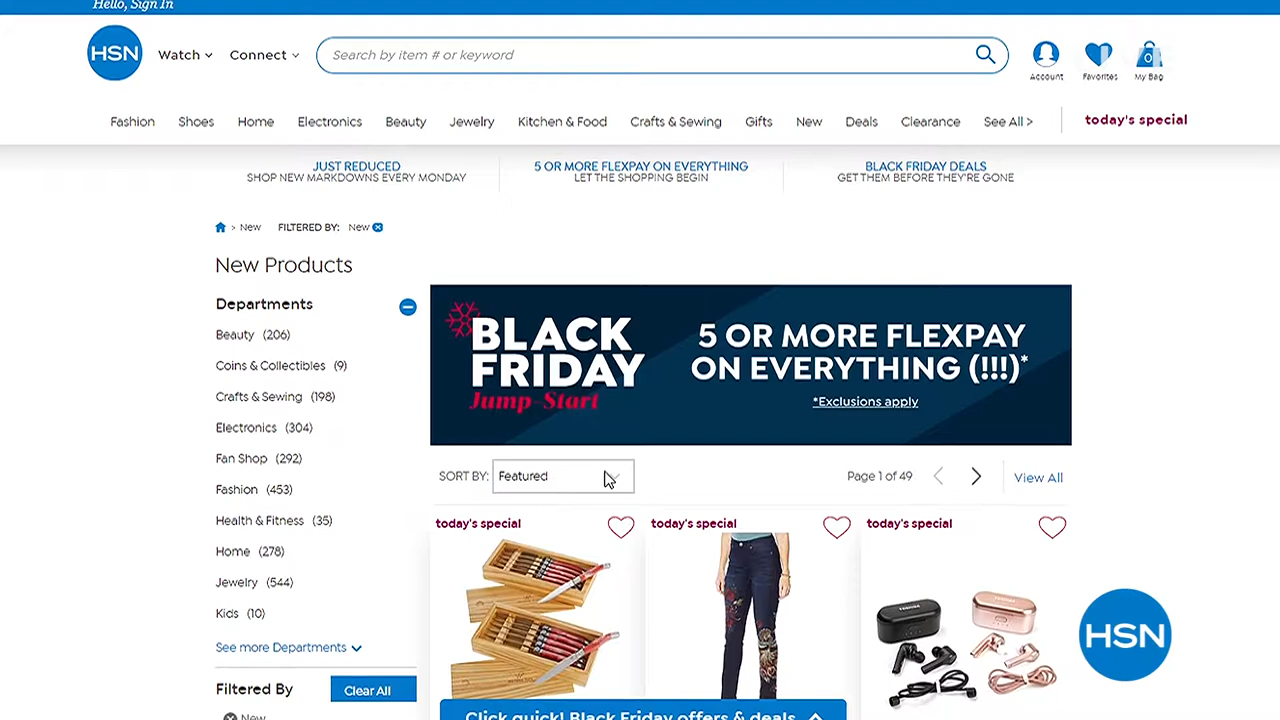 Hello, Sign In
HSN
Watch
Connect
Search by item # or keyword
Account
Favorites
0
My Bag
Fashion
Shoes
Home
Electronics
Beauty
Jewelry
Kitchen & Food
Crafts & Sewing
Gifts
New
Deals
Clearance
See All >
today's special
JUST REDUCED
SHOP NEW MARKDOWNS EVERY MONDAY
5 OR MORE FLEXPAY ON EVERYTHING
LET THE SHOPPING BEGIN
BLACK FRIDAY DEALS
GET THEM BEFORE THEY'RE GONE
> New
FILTERED BY: New
New Products
Departments
Beauty (206)
Coins & Collectibles (9)
Crafts & Sewing (198)
Electronics (304)
Fan Shop (292)
Fashion (453)
Health & Fitness (35)
Home (278)
Jewelry (544)
Kids (10)
See more Departments
Filtered By
Clear All
New
BLACK
FRIDAY
Jump-Start
5 OR MORE FLEXPAY
ON EVERYTHING (!!!)*
*Exclusions apply
SORT BY: Featured
Page 1 of 49
View All
today's special
today's special
today's special
HSN
Click quick! Black Friday offers & deals